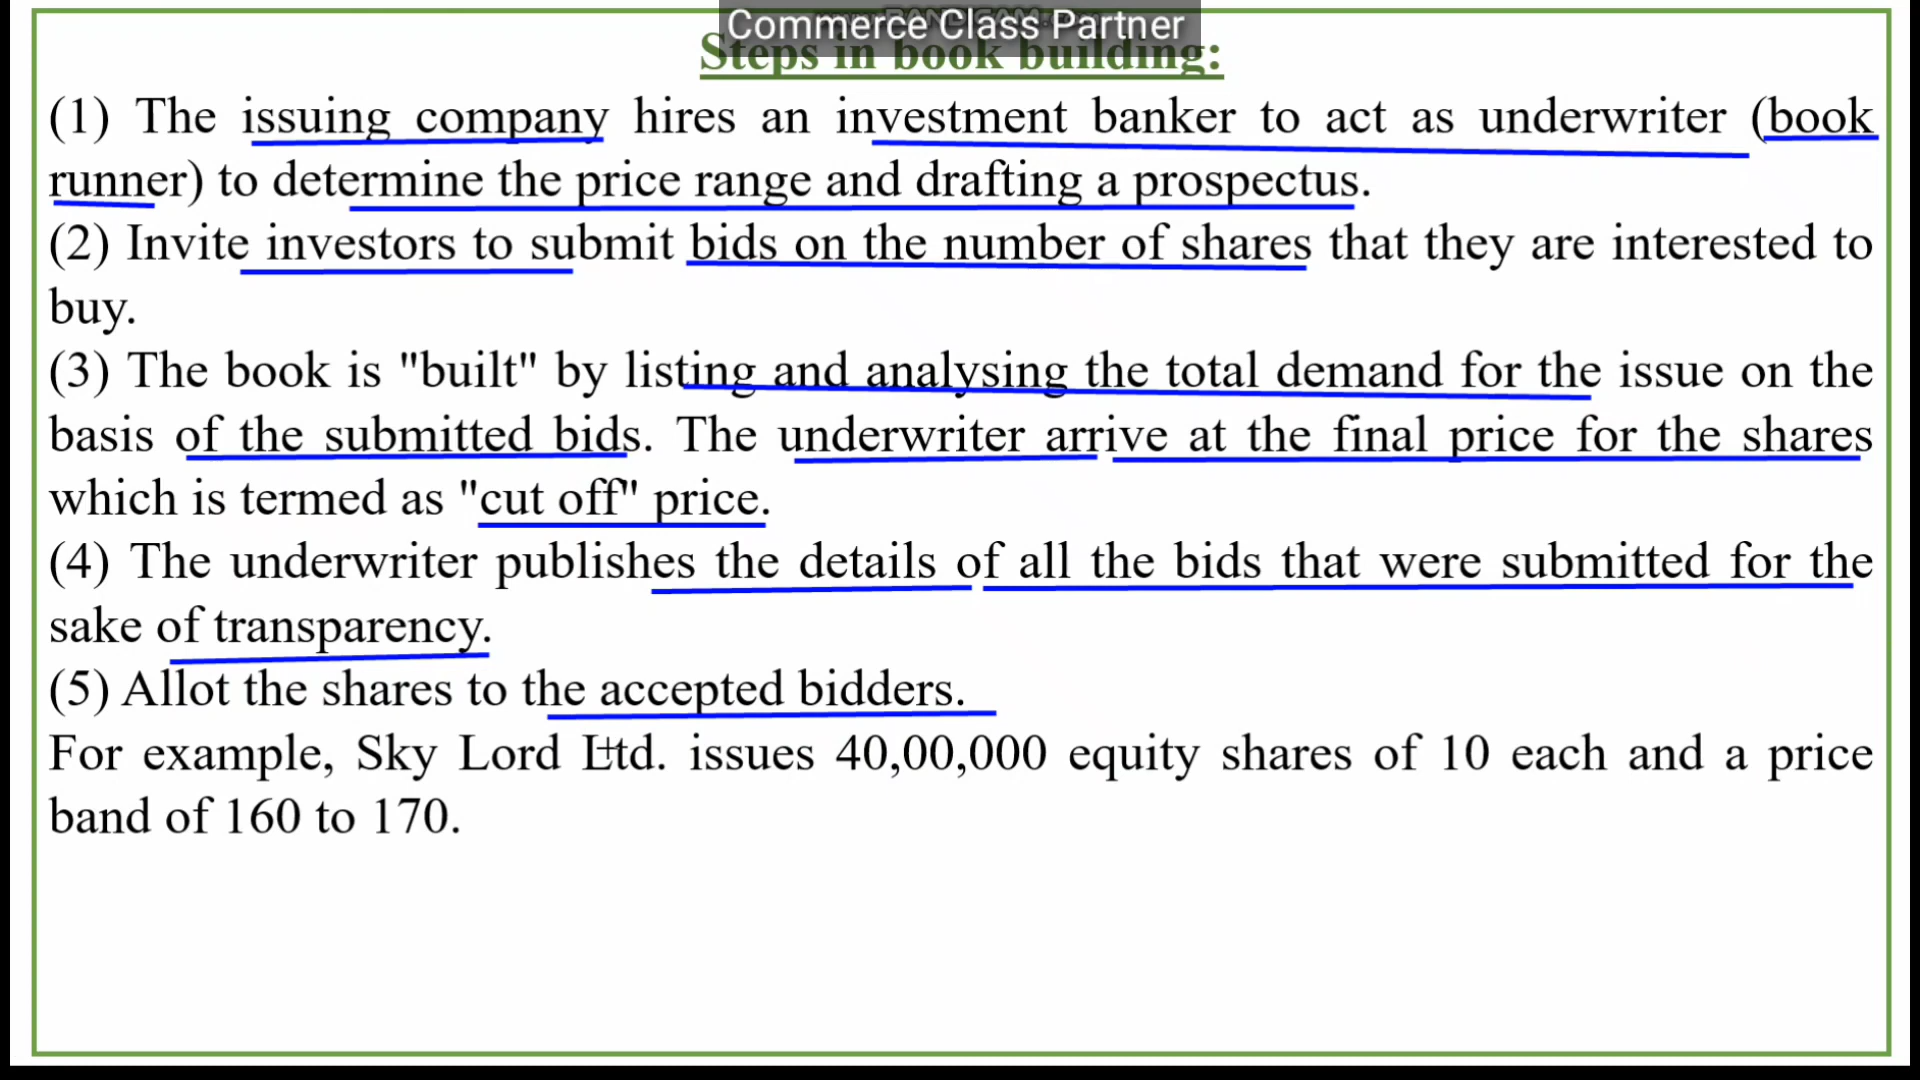 Commerce Class Partner
Steps in book building:
(1) The issuing company hires an investment banker to act as underwriter (book
runner) to determine the price range and drafting a prospectus.
(2) Invite investors to submit bids on the number of shares that they are interested to
buy.
(3) The book is "built" by listing and analysing the total demand for the issue on the
basis of the submitted bids. The underwriter arrive at the final price for the shares
which is termed as "cut off" price.
(4) The underwriter publishes the details of all the bids that were submitted for the
sake of transparency.
(5) Allot the shares to the accepted bidders.
For example, Sky Lord Ltd. issues 40,00,000 equity shares of 10 each and a price
band of 160 to 170.